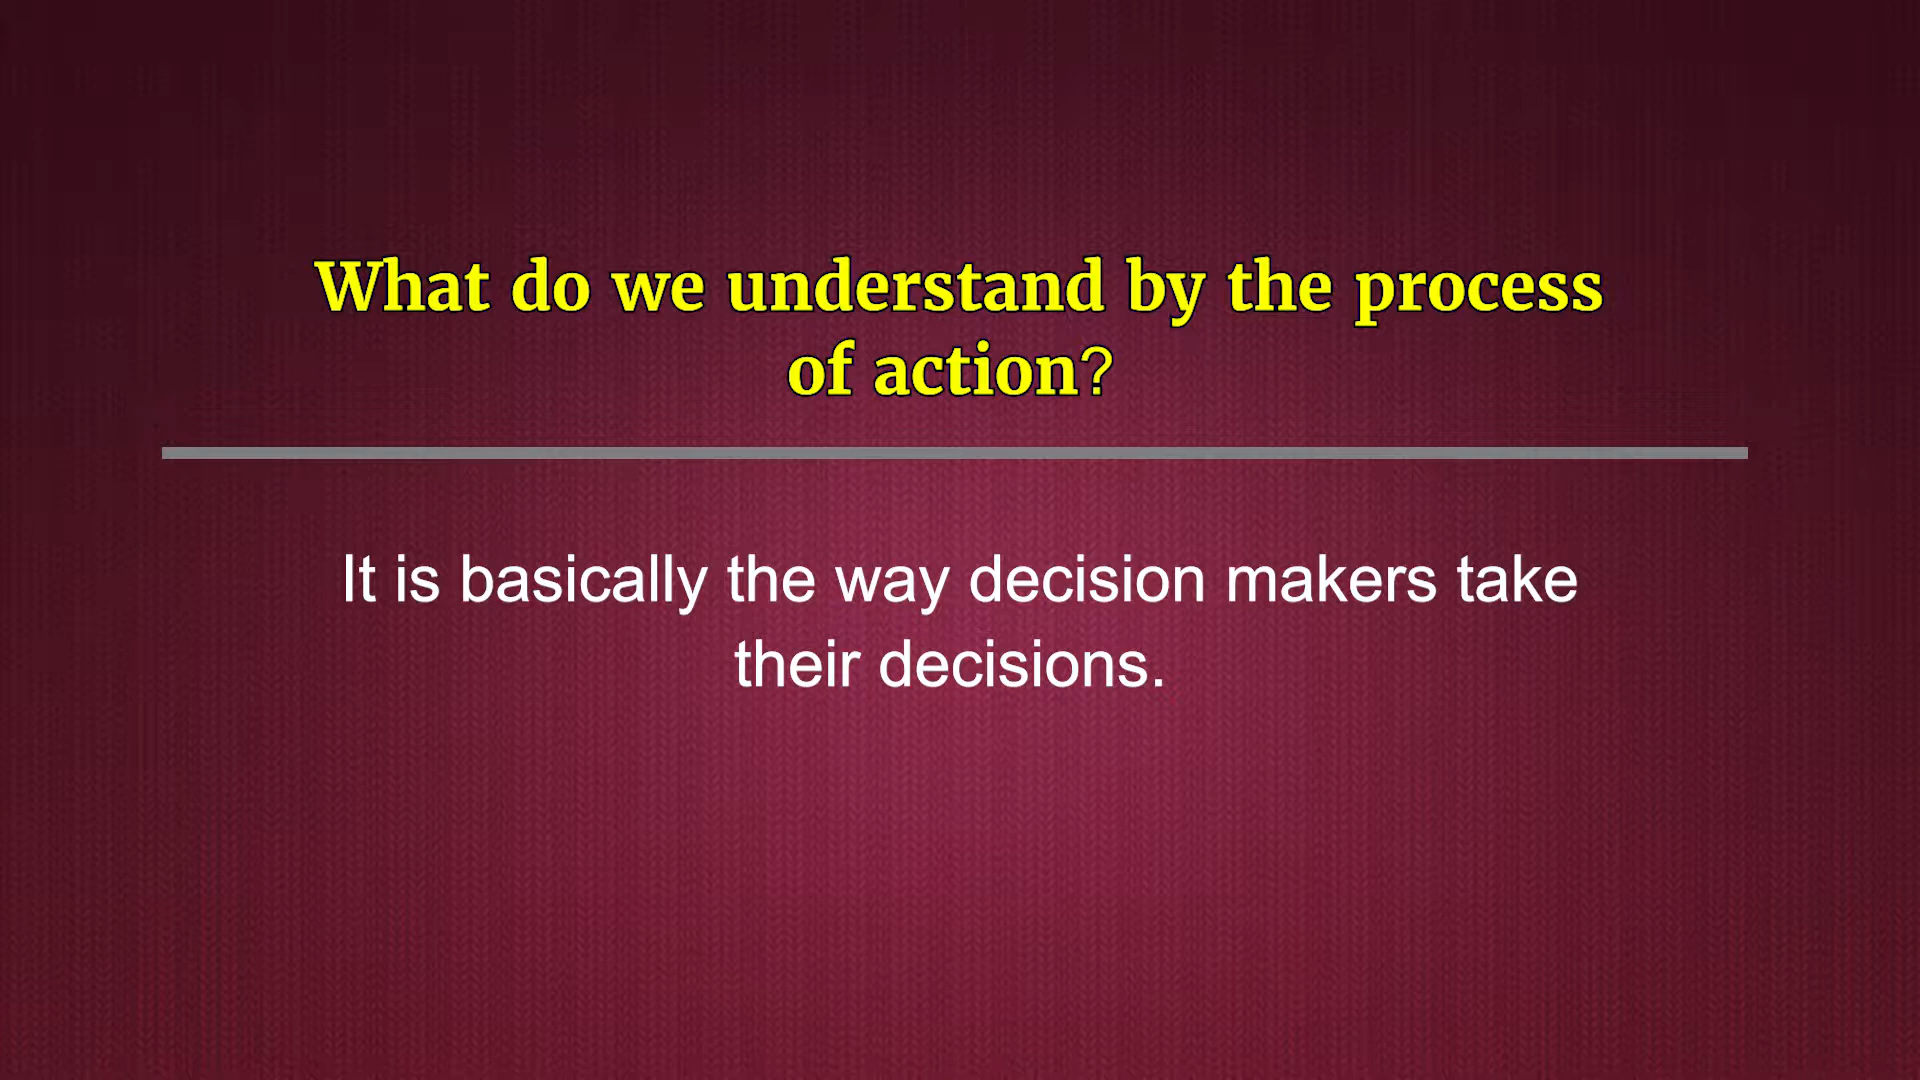 What do we understand by the process
of action?
It is basically the way decision makers take
their decisions.